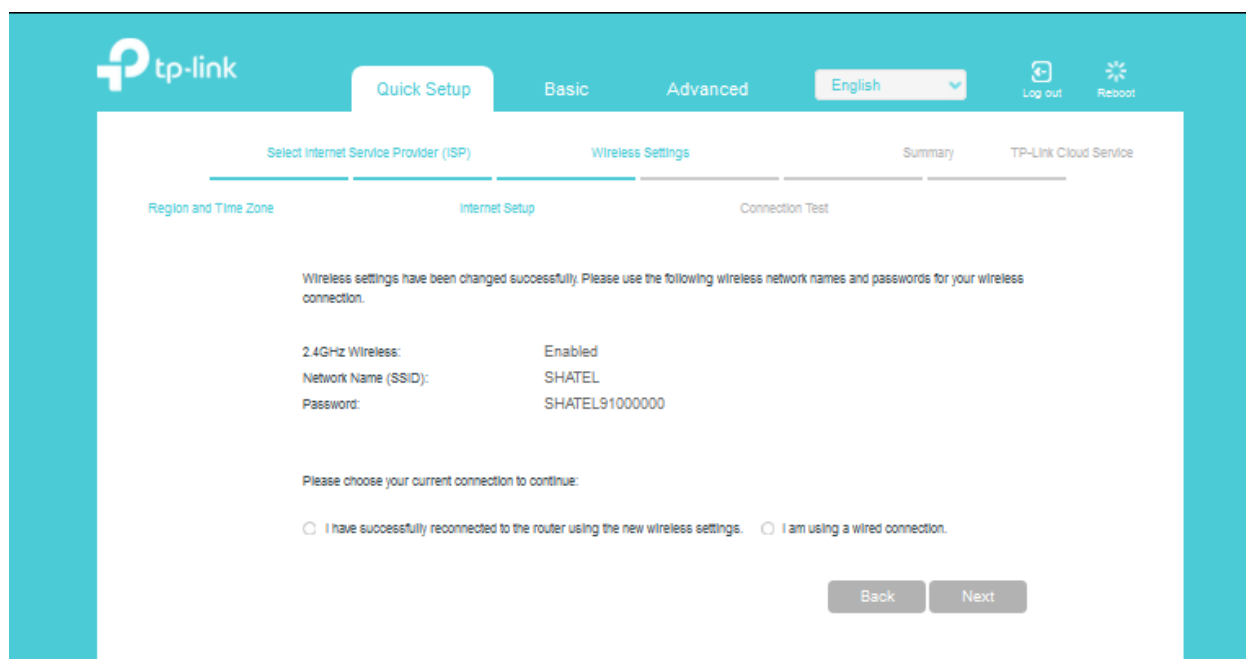 tp-link
Quick Setup
Basic
Advanced
English
Log out
Reboot
Select Internet Service Provider (ISP)
Wireless Settings
Summary
TP-Link Cloud Service
Region and Time Zone
Internet Setup
Connection Test
Wireless settings have been changed successfully. Please use the following wireless network names and passwords for your wireless
connection.
2.4GHz Wireless: Enabled
Network Name (SSID): SHATEL
Password: SHATEL91000000
Please choose your current connection to continue:
I have successfully reconnected to the router using the new wireless settings. I am using a wired connection.
Back Next